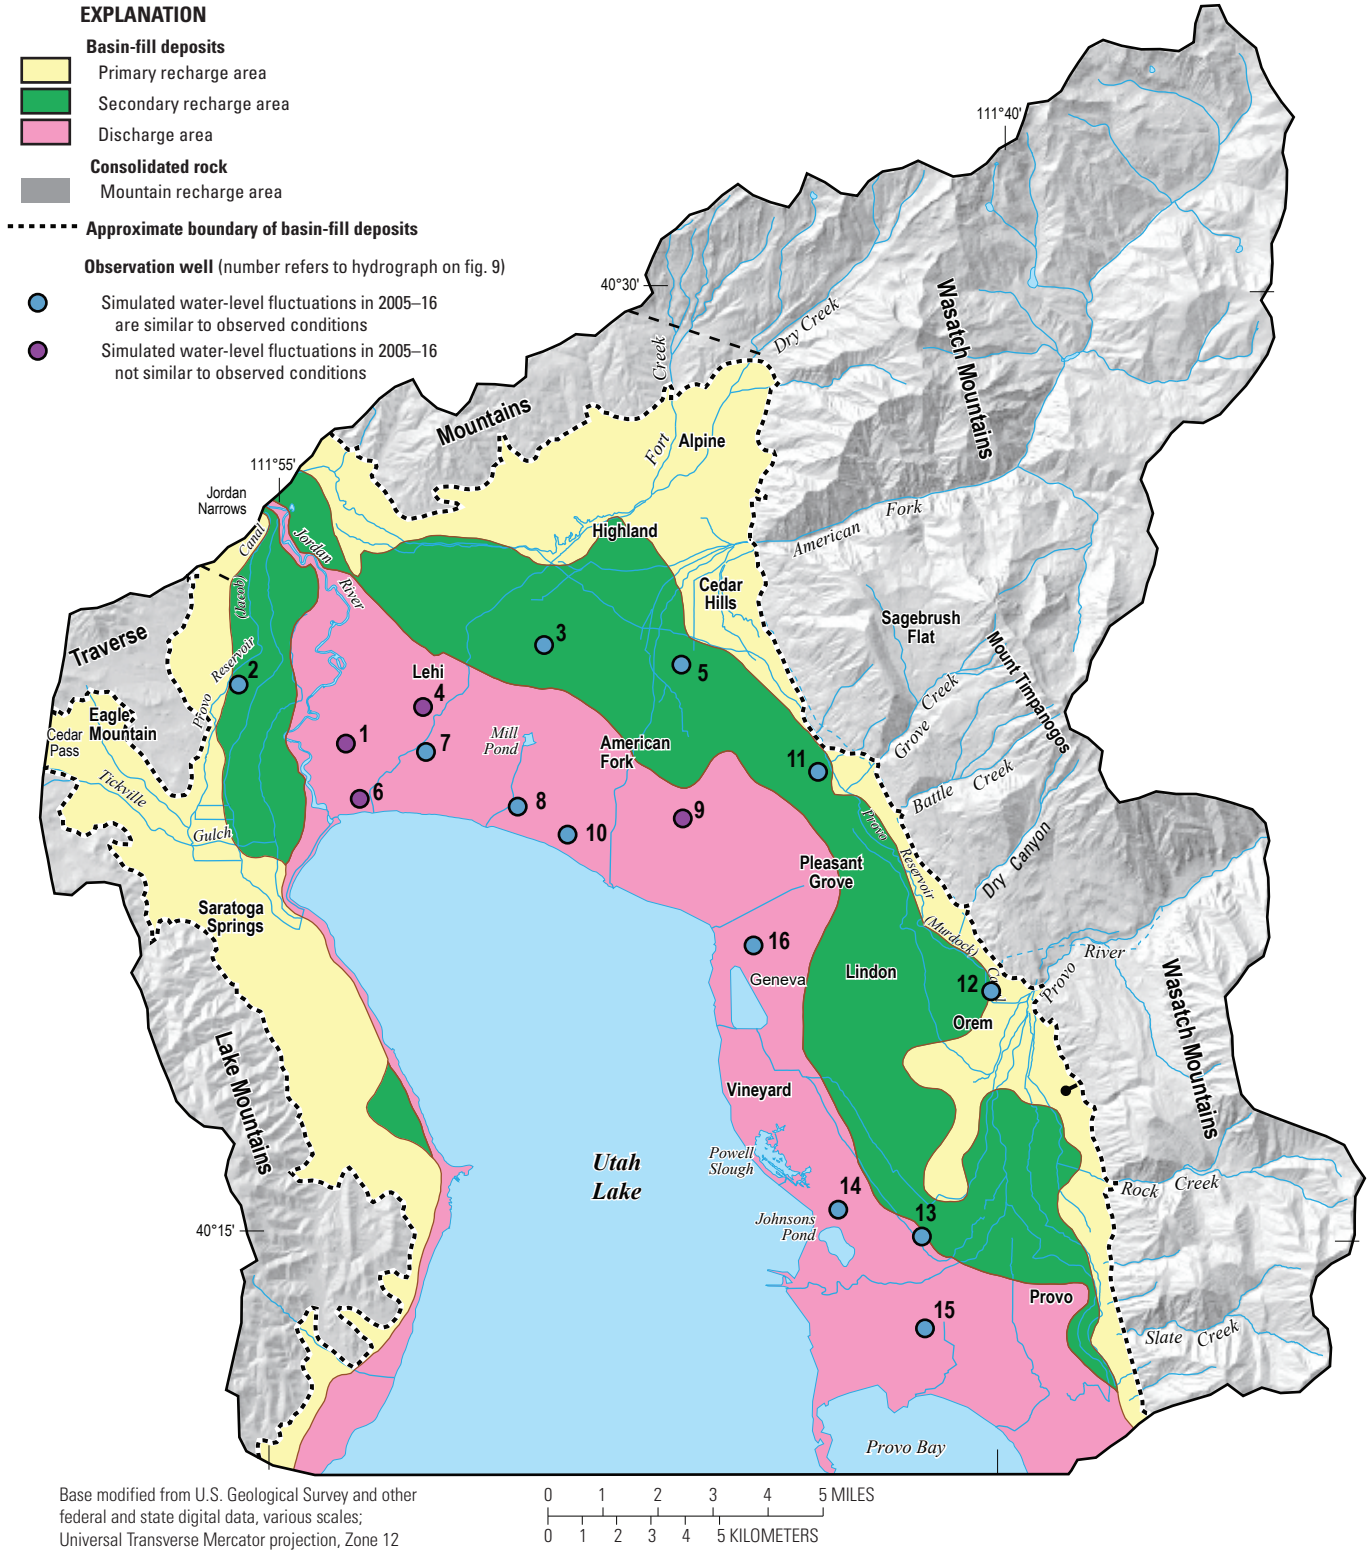 EXPLANATION
Basin-fill deposits
Primary recharge area
Secondary recharge area
Discharge area
Consolidated rock
Mountain recharge area
Approximate boundary of basin-fill deposits
Observation well (number refers to hydrograph on fig. 9)
Simulated water-level fluctuations in 2005–16
are similar to observed conditions
Simulated water-level fluctuations in 2005–16
not similar to observed conditions
111°40'
40°30'
Dry Creek
Wasatch Mountains
Fort Creek
Mountains
Alpine
111°55'
Jordan
Narrows
Canal
Jordan River
Highland
American Fork
Cedar
Hills
(Jacob)
Provo Reservoir
Traverse
Sagebrush
Flat
Mount Timpanogos
3
5
2
Lehi
4
Grove Creek
Eagle
Mountain
Cedar
Pass
1
7
Mill
Pond
American
Fork
11
Battle Creek
Tickville
Gulch
6
8
10
9
Provo Reservoir (Murdock)
Dry Canyon
Pleasant
Grove
Saratoga
Springs
16
Geneva
Lindon
12
Provo River
Orem
Wasatch Mountains
Lake Mountains
Vineyard
Powell
Slough
Utah
Lake
Rock Creek
14
13
Johnsons
Pond
40°15'
Provo
15
Slate Creek
Provo Bay
Base modified from U.S. Geological Survey and other
federal and state digital data, various scales;
Universal Transverse Mercator projection, Zone 12
0 1 2 3 4 5 MILES
0 1 2 3 4 5 KILOMETERS